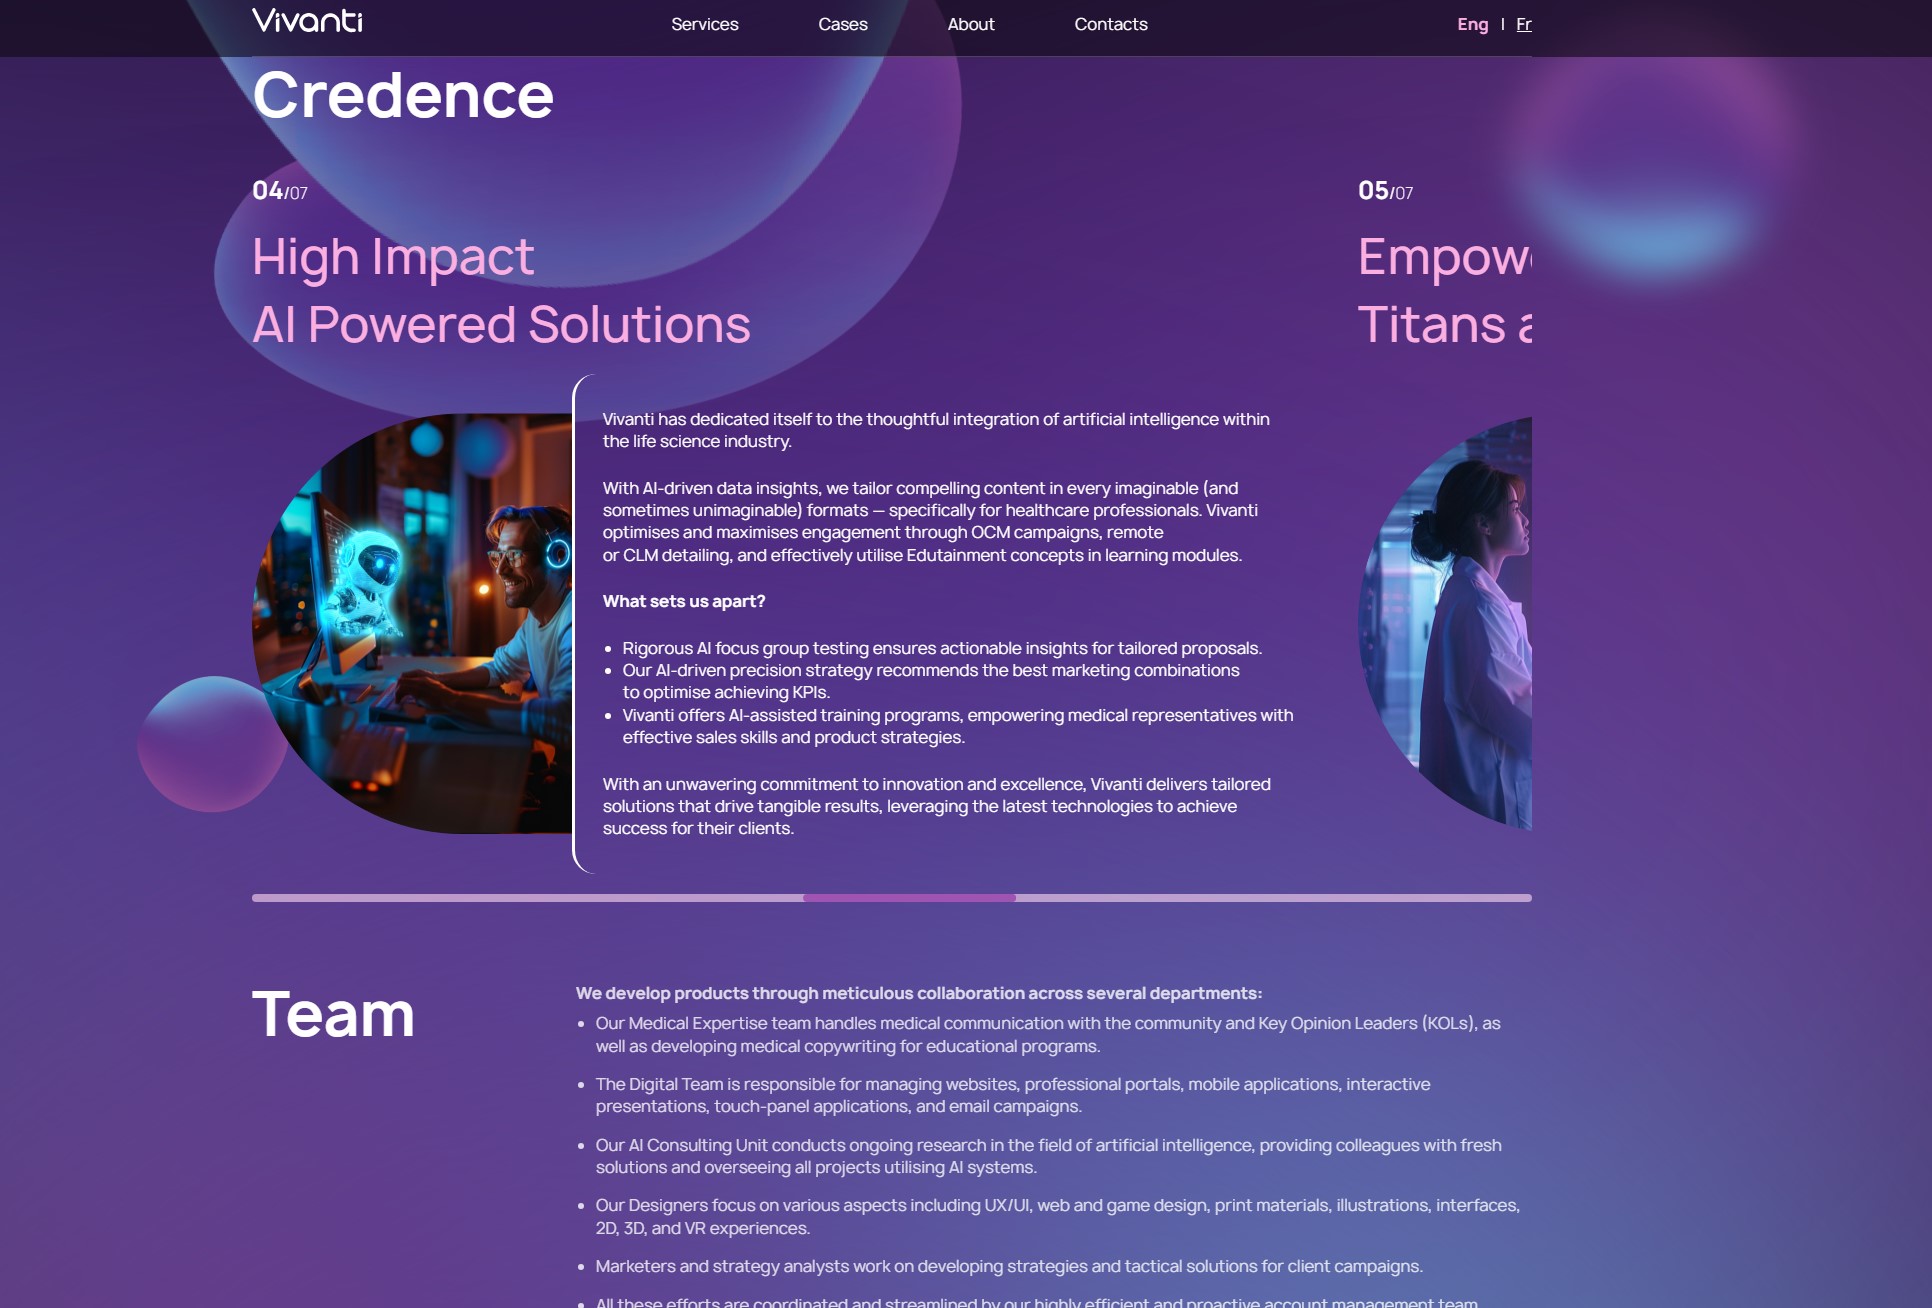 Vivanti
Services
Cases
About
Contacts
Eng | Fr
Credence
04/07
High Impact
AI Powered Solutions
Vivanti has dedicated itself to the thoughtful integration of artificial intelligence within
the life science industry.
With AI-driven data insights, we tailor compelling content in every imaginable (and
sometimes unimaginable) formats — specifically for healthcare professionals. Vivanti
optimises and maximises engagement through OCM campaigns, remote
or CLM detailing, and effectively utilise Edutainment concepts in learning modules.
What sets us apart?
• Rigorous AI focus group testing ensures actionable insights for tailored proposals.
• Our AI-driven precision strategy recommends the best marketing combinations
to optimise achieving KPIs.
• Vivanti offers AI-assisted training programs, empowering medical representatives with
effective sales skills and product strategies.
With an unwavering commitment to innovation and excellence, Vivanti delivers tailored
solutions that drive tangible results, leveraging the latest technologies to achieve
success for their clients.
05/07
Titans
Team
We develop products through meticulous collaboration across several departments:
• Our Medical Expertise team handles medical communication with the community and Key Opinion Leaders (KOLs), as
well as developing medical copywriting for educational programs.
• The Digital Team is responsible for managing websites, professional portals, mobile applications, interactive
presentations, touch-panel applications, and email campaigns.
• Our AI Consulting Unit conducts ongoing research in the field of artificial intelligence, providing colleagues with fresh
solutions and overseeing all projects utilising AI systems.
• Our Designers focus on various aspects including UX/UI, web and game design, print materials, illustrations, interfaces,
2D, 3D, and VR experiences.
• Marketers and strategy analysts work on developing strategies and tactical solutions for client campaigns.
• All these efforts are coordinated and streamlined by our highly efficient and proactive account management team